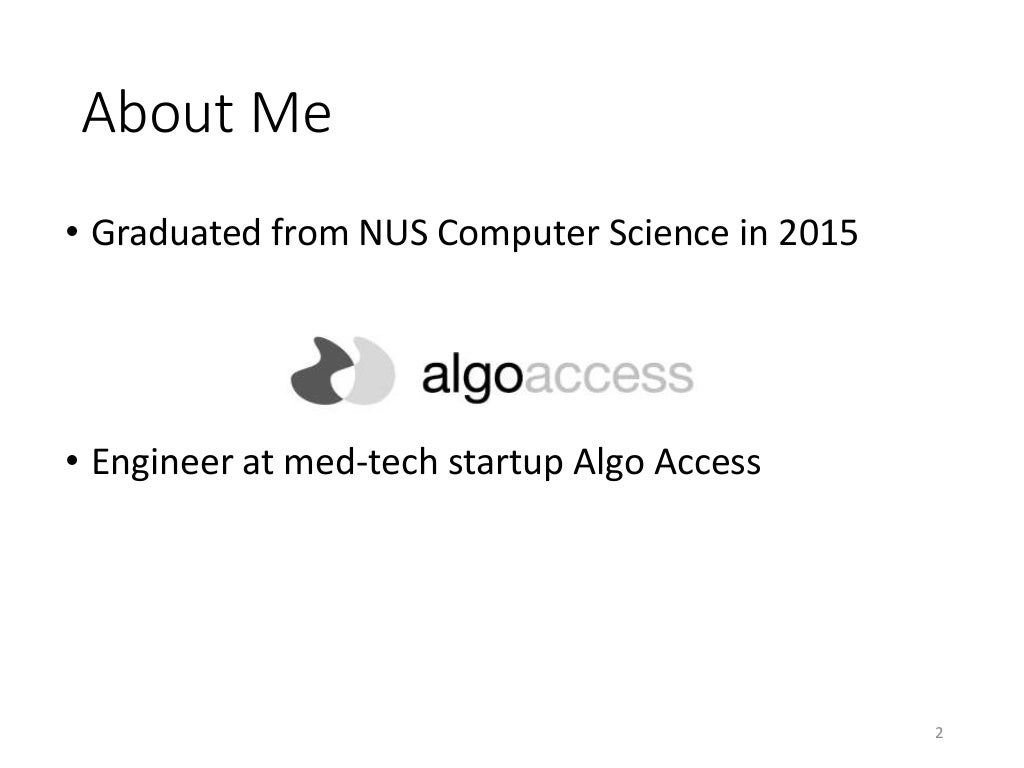 About Me
• Graduated from NUS Computer Science in 2015
algoaccess
• Engineer at med-tech startup Algo Access
2